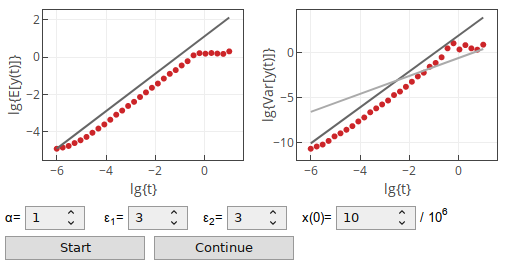 lg{E[y(t)]}
2
0
−2
−4
−6 −4 −2 0
lg{t}
lg{Var[y(t)]}
0
−5
−10
−6 −4 −2 0
lg{t}
α= 1 ε₁= 3 ε₂= 3 x(0)= 10 / 10⁶
Start Continue